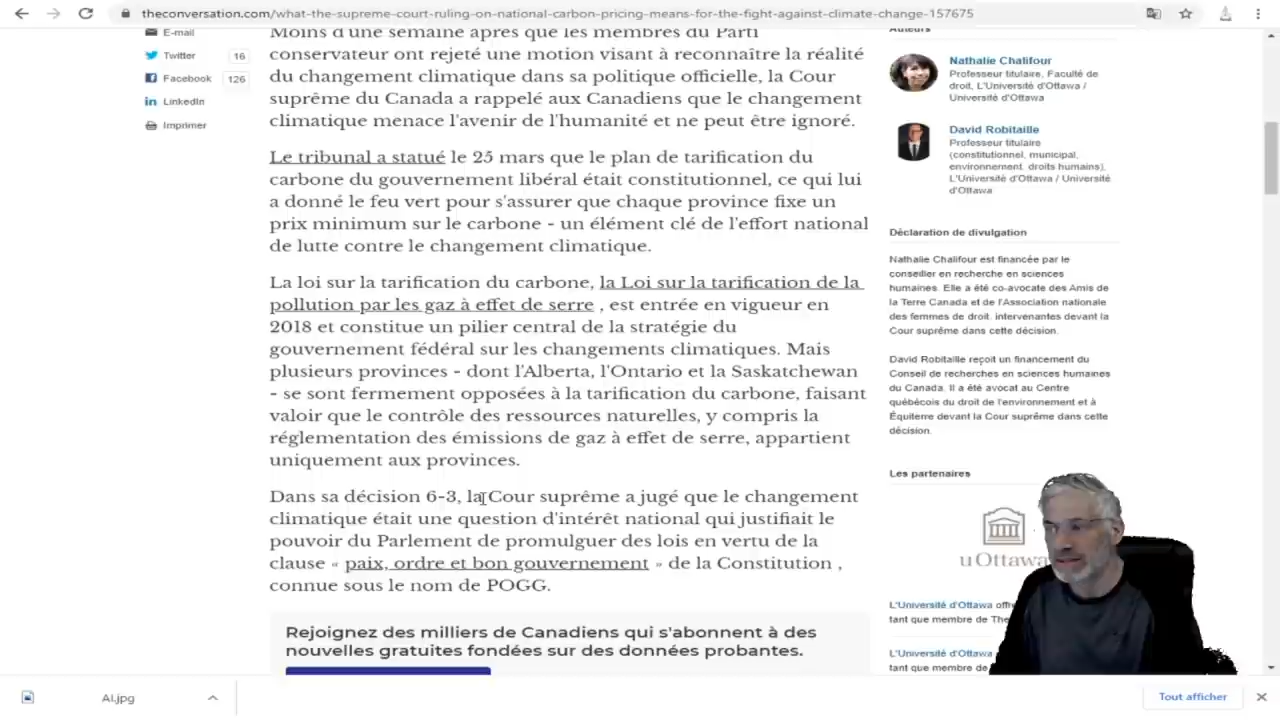 theconversation.com/what-the-supreme-court-ruling-on-national-carbon-pricing-means-for-the-fight-against-climate-change-157675
E-mail
Twitter 16
Facebook 126
LinkedIn
Imprimer
Moins d'une semaine après que les membres du Parti
conservateur ont rejeté une motion visant à reconnaître la réalité
du changement climatique dans sa politique officielle, la Cour
suprême du Canada a rappelé aux Canadiens que le changement
climatique menace l'avenir de l'humanité et ne peut être ignoré.
Le tribunal a statué le 25 mars que le plan de tarification du
carbone du gouvernement libéral était constitutionnel, ce qui lui
a donné le feu vert pour s'assurer que chaque province fixe un
prix minimum sur le carbone - un élément clé de l'effort national
de lutte contre le changement climatique.
La loi sur la tarification du carbone, la Loi sur la tarification de la
pollution par les gaz à effet de serre , est entrée en vigueur en
2018 et constitue un pilier central de la stratégie du
gouvernement fédéral sur les changements climatiques. Mais
plusieurs provinces - dont l'Alberta, l'Ontario et la Saskatchewan
- se sont fermement opposées à la tarification du carbone, faisant
valoir que le contrôle des ressources naturelles, y compris la
réglementation des émissions de gaz à effet de serre, appartient
uniquement aux provinces.
Dans sa décision 6-3, la Cour suprême a jugé que le changement
climatique était une question d'intérêt national qui justifiait le
pouvoir du Parlement de promulguer des lois en vertu de la
clause « paix, ordre et bon gouvernement » de la Constitution ,
connue sous le nom de POGG.
Rejoignez des milliers de Canadiens qui s'abonnent à des
nouvelles gratuites fondées sur des données probantes.
Auteurs
Nathalie Chalifour
Professeur titulaire, Faculté de
droit, L'Université d'Ottawa /
Université d'Ottawa
David Robitaille
Professeur titulaire
(constitutionnel, municipal,
environnement, droits humains),
L'Université d'Ottawa / Université
d'Ottawa
Déclaration de divulgation
Nathalie Chalifour est financée par le
conseiller en recherche en sciences
humaines. Elle a été co-avocate des Amis de
la Terre Canada et de l'Association nationale
des femmes de droit, intervenantes devant la
Cour suprême dans cette décision.
David Robitaille reçoit un financement du
Conseil de recherches en sciences humaines
du Canada. Il a été avocat au Centre
québécois du droit de l'environnement et à
Équiterre devant la Cour suprême dans cette
décision.
Les partenaires
uOttawa
L'Université d'Ottawa
tant que membre de
L'Université d'Ottawa
tant que membre de
AI.jpg
Tout afficher